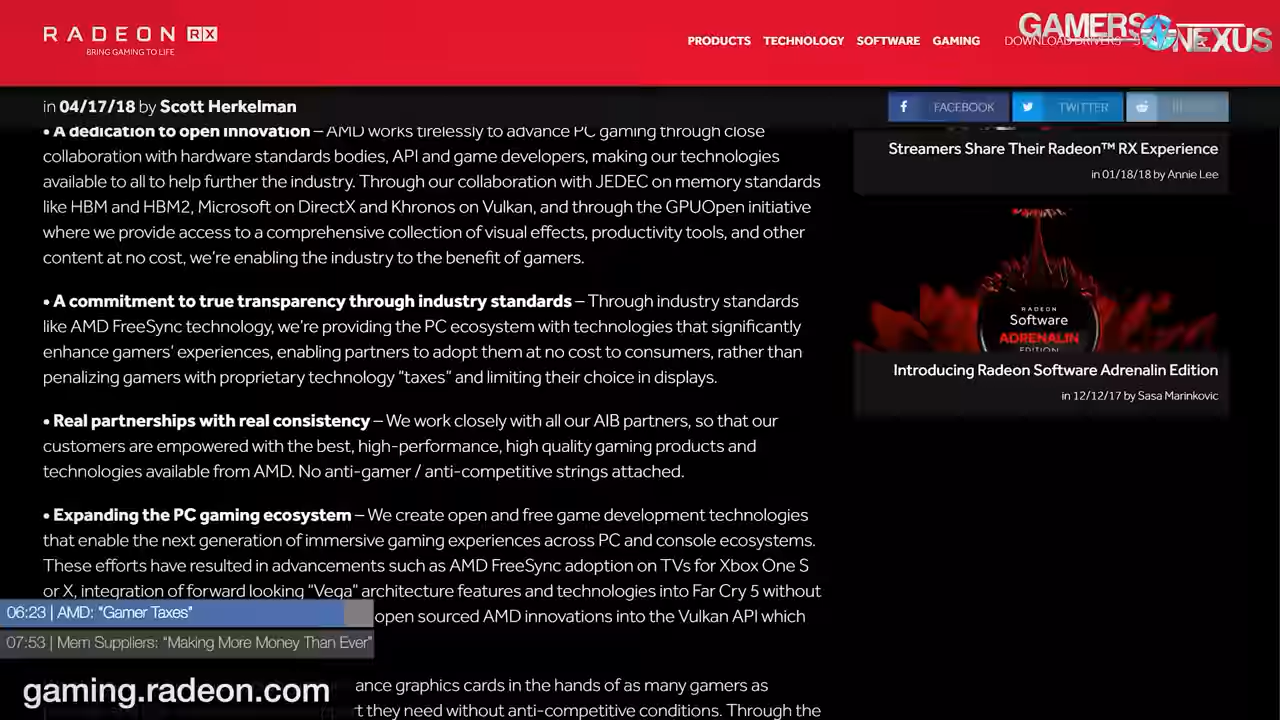 RADEON RX
BRING GAMING TO LIFE
PRODUCTS TECHNOLOGY SOFTWARE GAMING DOWNLOAD DRIVERS
GAMERS NEXUS
in 04/17/18 by Scott Herkelman
FACEBOOK TWITTER
• A dedication to open innovation – AMD works tirelessly to advance PC gaming through close
collaboration with hardware standards bodies, API and game developers, making our technologies
available to all to help further the industry. Through our collaboration with JEDEC on memory standards
like HBM and HBM2, Microsoft on DirectX and Khronos on Vulkan, and through the GPUOpen initiative
where we provide access to a comprehensive collection of visual effects, productivity tools, and other
content at no cost, we’re enabling the industry to the benefit of gamers.
• A commitment to true transparency through industry standards – Through industry standards
like AMD FreeSync technology, we’re providing the PC ecosystem with technologies that significantly
enhance gamers’ experiences, enabling partners to adopt them at no cost to consumers, rather than
penalizing gamers with proprietary technology “taxes” and limiting their choice in displays.
• Real partnerships with real consistency – We work closely with all our AIB partners, so that our
customers are empowered with the best, high-performance, high quality gaming products and
technologies available from AMD. No anti-gamer / anti-competitive strings attached.
• Expanding the PC gaming ecosystem – We create open and free game development technologies
that enable the next generation of immersive gaming experiences across PC and console ecosystems.
These efforts have resulted in advancements such as AMD FreeSync adoption on TVs for Xbox One S
or X, integration of forward looking “Vega” architecture features and technologies into Far Cry 5 without
open sourced AMD innovations into the Vulkan API which
ance graphics cards in the hands of as many gamers as
t they need without anti-competitive conditions. Through the
Streamers Share Their Radeon™ RX Experience
in 01/18/18 by Annie Lee
RADEON
Software
ADRENALIN
EDITION
Introducing Radeon Software Adrenalin Edition
in 12/12/17 by Sasa Marinkovic
06:23 | AMD: "Gamer Taxes"
07:53 | Mem Suppliers: "Making More Money Than Ever"
gaming.radeon.com